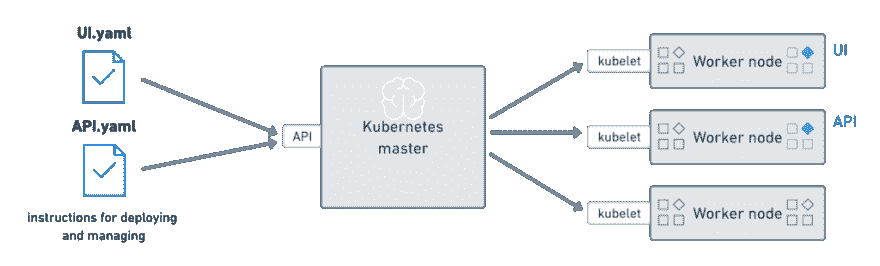 UI.yaml
API.yaml
instructions for deploying
and managing
API
Kubernetes
master
kubelet
Worker node
UI
kubelet
Worker node
API
kubelet
Worker node